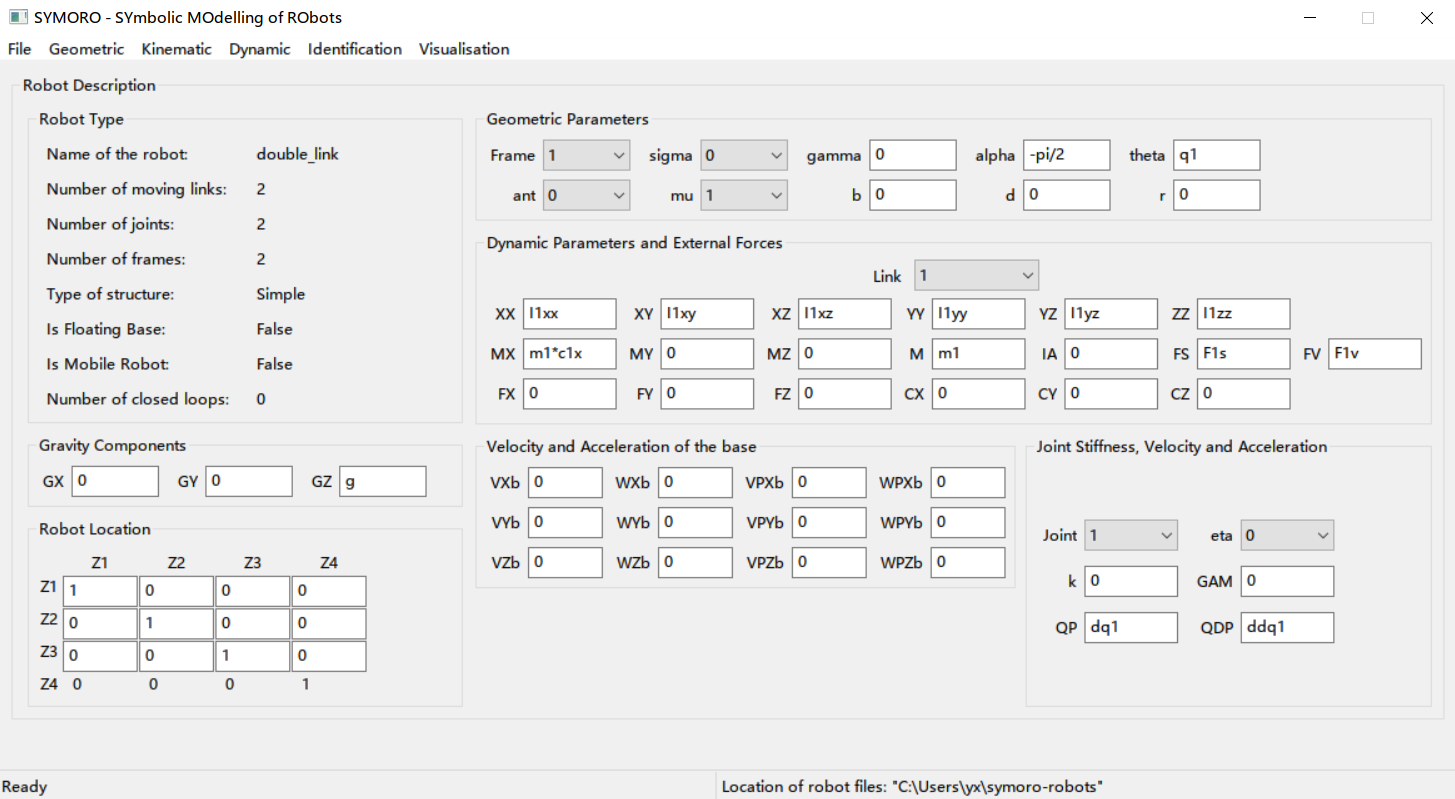 SYMORO - SYmbolic MOdelling of RObots
File Geometric Kinematic Dynamic Identification Visualisation
Robot Description
Robot Type
Name of the robot: double_link
Number of moving links: 2
Number of joints: 2
Number of frames: 2
Type of structure: Simple
Is Floating Base: False
Is Mobile Robot: False
Number of closed loops: 0
Gravity Components
GX 0 GY 0 GZ g
Robot Location
Z1 Z2 Z3 Z4
Z1 1 0 0 0
Z2 0 1 0 0
Z3 0 0 1 0
Z4 0 0 0 1
Geometric Parameters
Frame 1 sigma 0 gamma 0 alpha -pi/2 theta q1
ant 0 mu 1 b 0 d 0 r 0
Dynamic Parameters and External Forces
Link 1
XX I1xx XY I1xy XZ I1xz YY I1yy YZ I1yz ZZ I1zz
MX m1*c1x MY 0 MZ 0 M m1 IA 0 FS F1s FV F1v
FX 0 FY 0 FZ 0 CX 0 CY 0 CZ 0
Velocity and Acceleration of the base
VXb 0 WXb 0 VPXb 0 WPXb 0
VYb 0 WYb 0 VPYb 0 WPYb 0
VZb 0 WZb 0 VPZb 0 WPZb 0
Joint Stiffness, Velocity and Acceleration
Joint 1 eta 0
k 0 GAM 0
QP dq1 QDP ddq1
Ready
Location of robot files: "C:\Users\yx\symoro-robots"